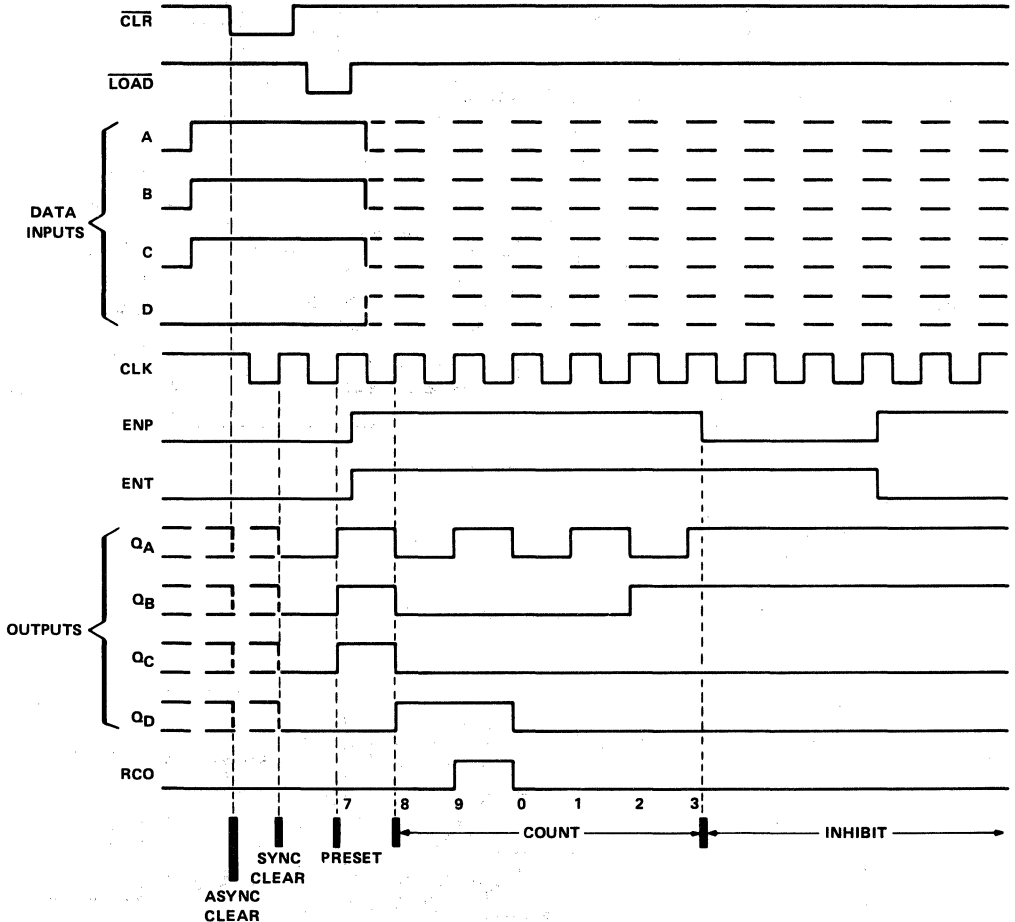 CLR
LOAD
A
B
DATA
INPUTS
C
D
CLK
ENP
ENT
QA
QB
OUTPUTS
QC
QD
RCO
7 8 9 0 1 2 3
COUNT
INHIBIT
SYNC
CLEAR
PRESET
ASYNC
CLEAR